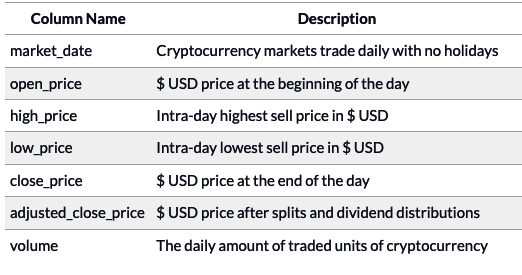 Column Name Description
market_date Cryptocurrency markets trade daily with no holidays
open_price $ USD price at the beginning of the day
high_price Intra-day highest sell price in $ USD
low_price Intra-day lowest sell price in $ USD
close_price $ USD price at the end of the day
adjusted_close_price $ USD price after splits and dividend distributions
volume The daily amount of traded units of cryptocurrency